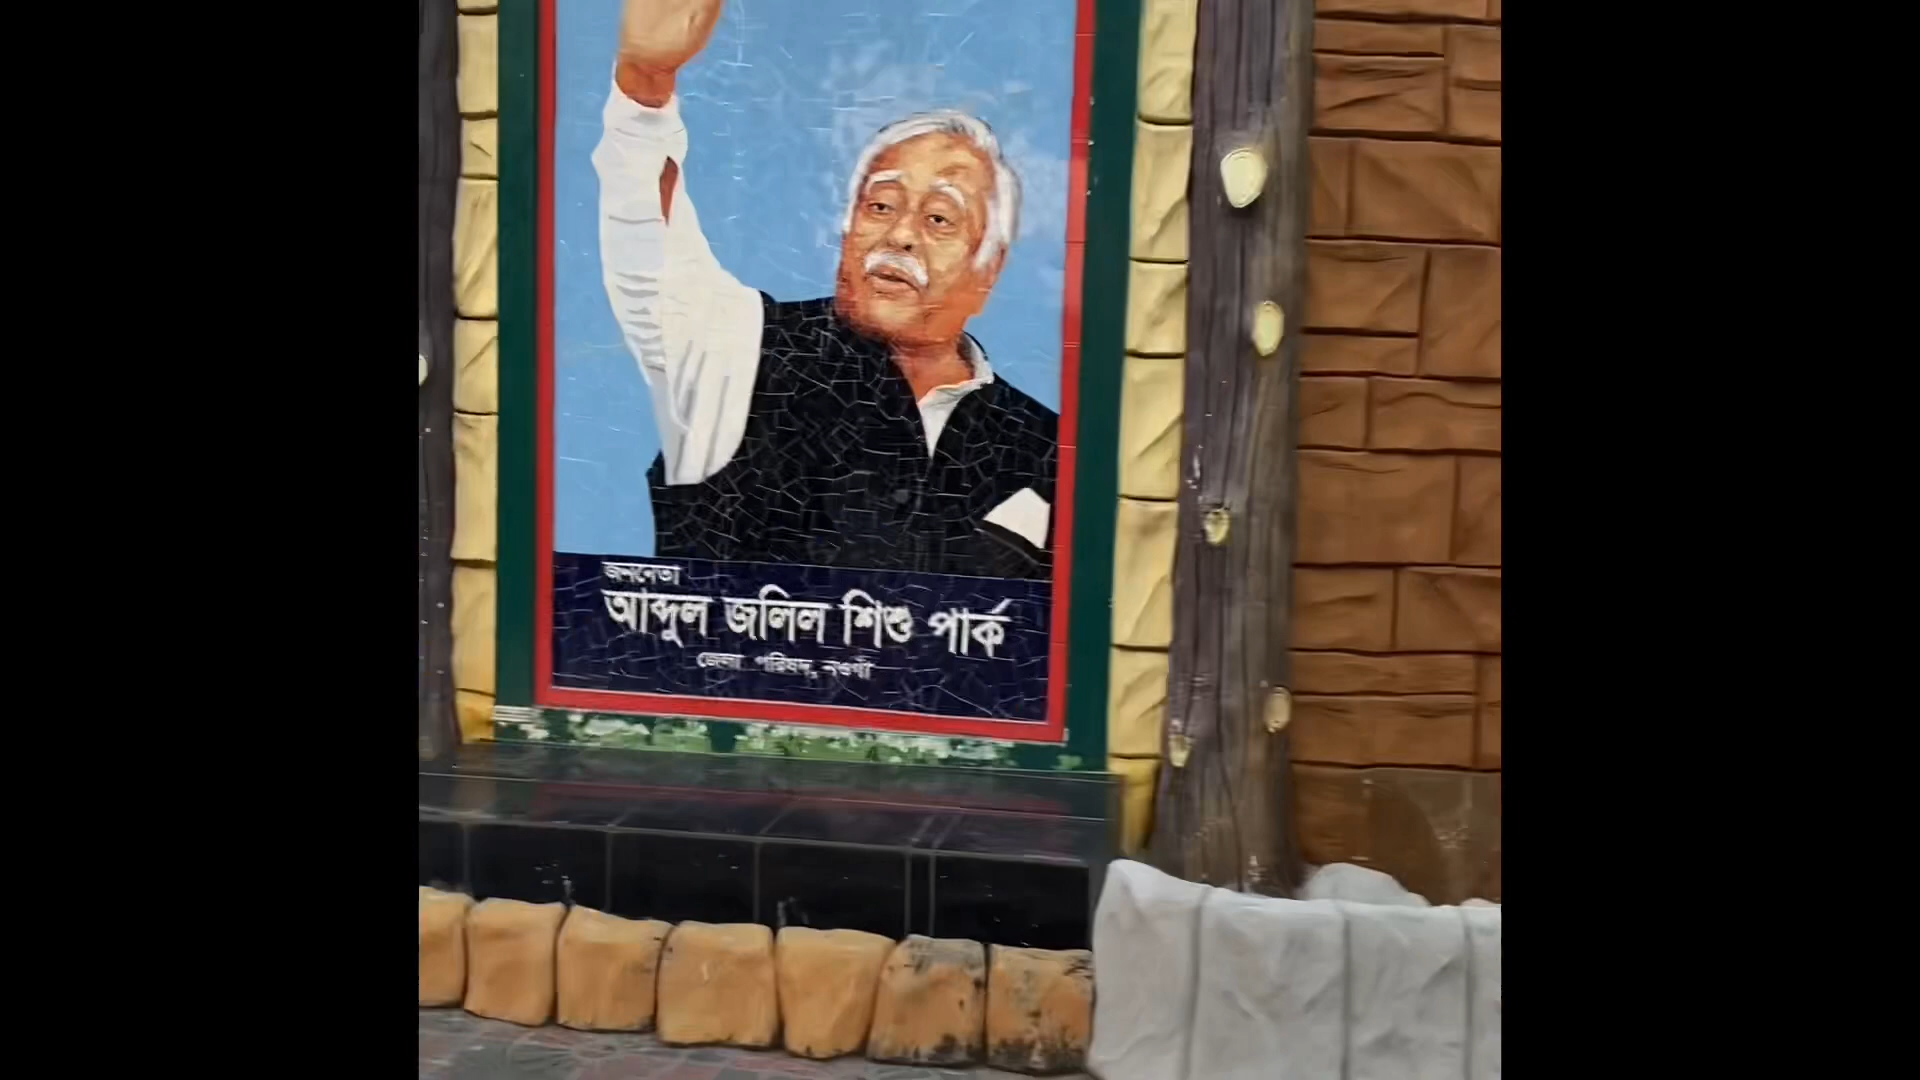 জননেতা
আব্দুল জলিল শিশু পার্ক
জেলা পরিষদ, নওগাঁ